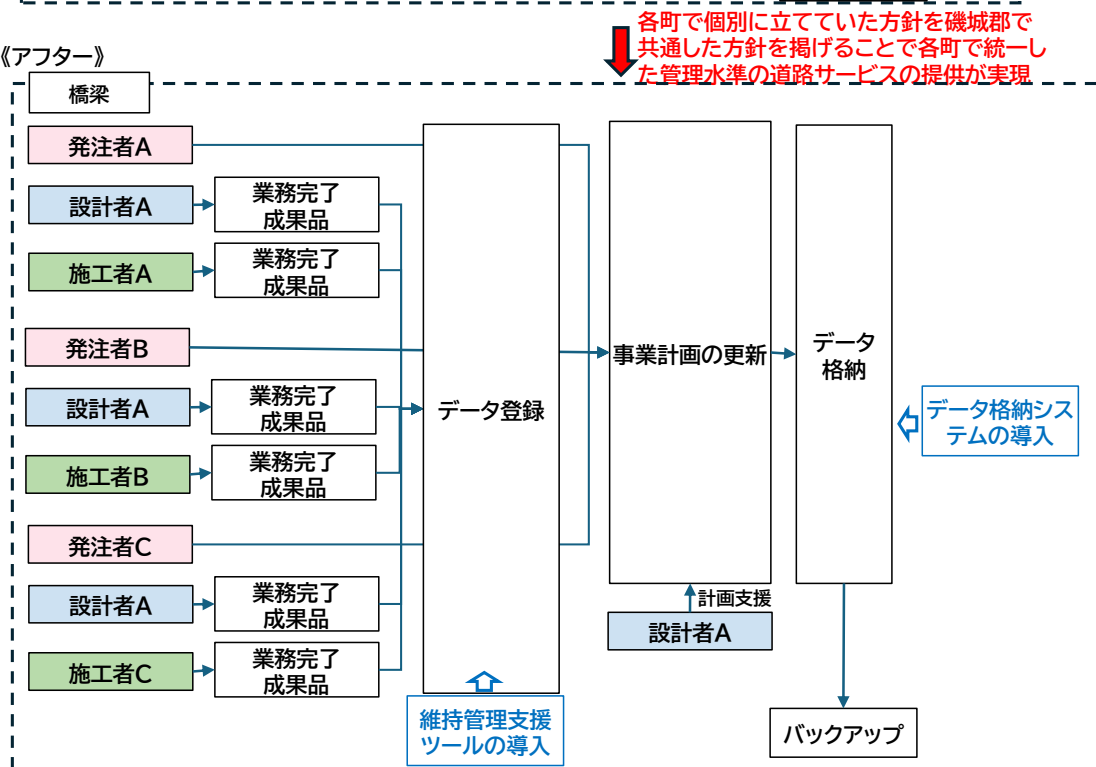 各町で個別に立てていた方針を磯城郡で
共通した方針を掲げることで各町で統一し
た管理水準の道路サービスの提供が実現
《アフター》
橋梁
発注者A
設計者A
業務完了
成果品
施工者A
業務完了
成果品
発注者B
設計者A
業務完了
成果品
施工者B
業務完了
成果品
発注者C
設計者A
業務完了
成果品
施工者C
業務完了
成果品
データ登録
維持管理支援
ツールの導入
事業計画の更新
計画支援
設計者A
データ
格納
データ格納シス
テムの導入
バックアップ